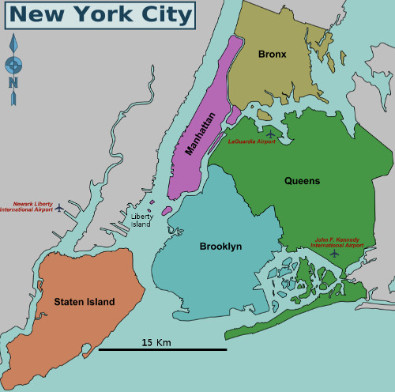 New York City
N
Bronx
Manhattan
LaGuardia Airport
Queens
Newark Liberty
International Airport
Liberty
Island
John F. Kennedy
International Airport
Brooklyn
Staten Island
15 Km